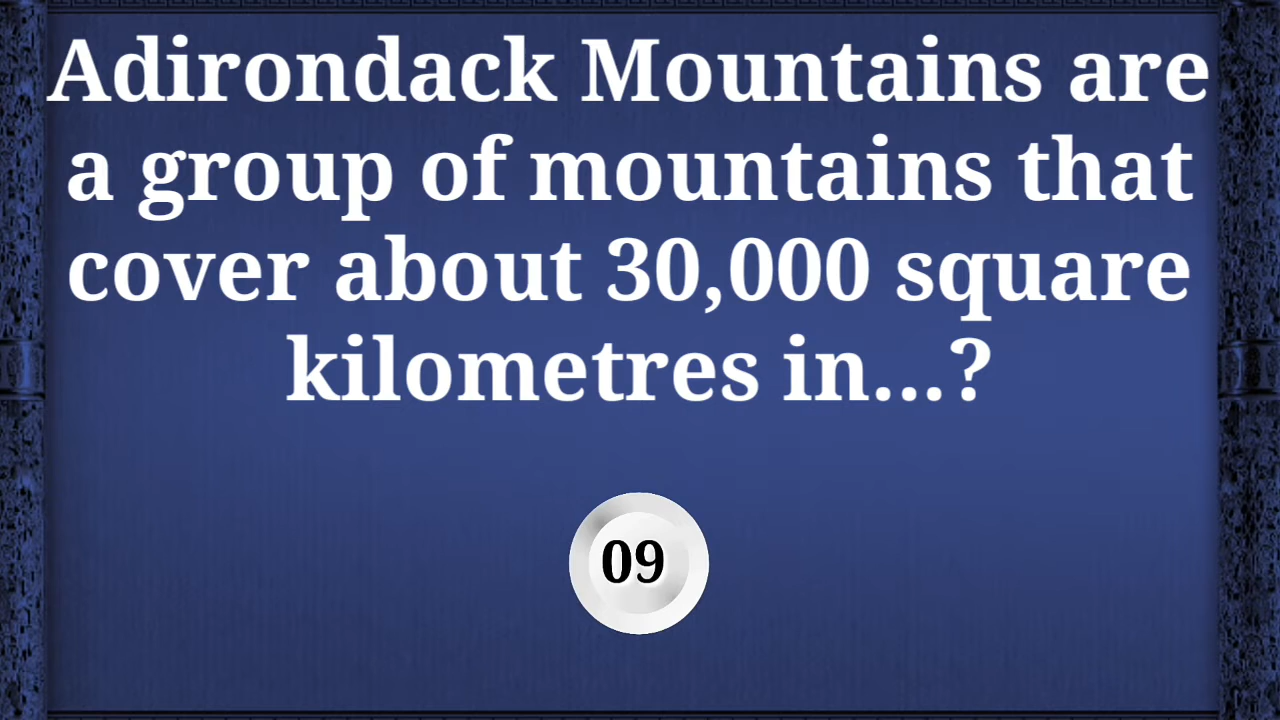 Adirondack Mountains are
a group of mountains that
cover about 30,000 square
kilometres in...?
09